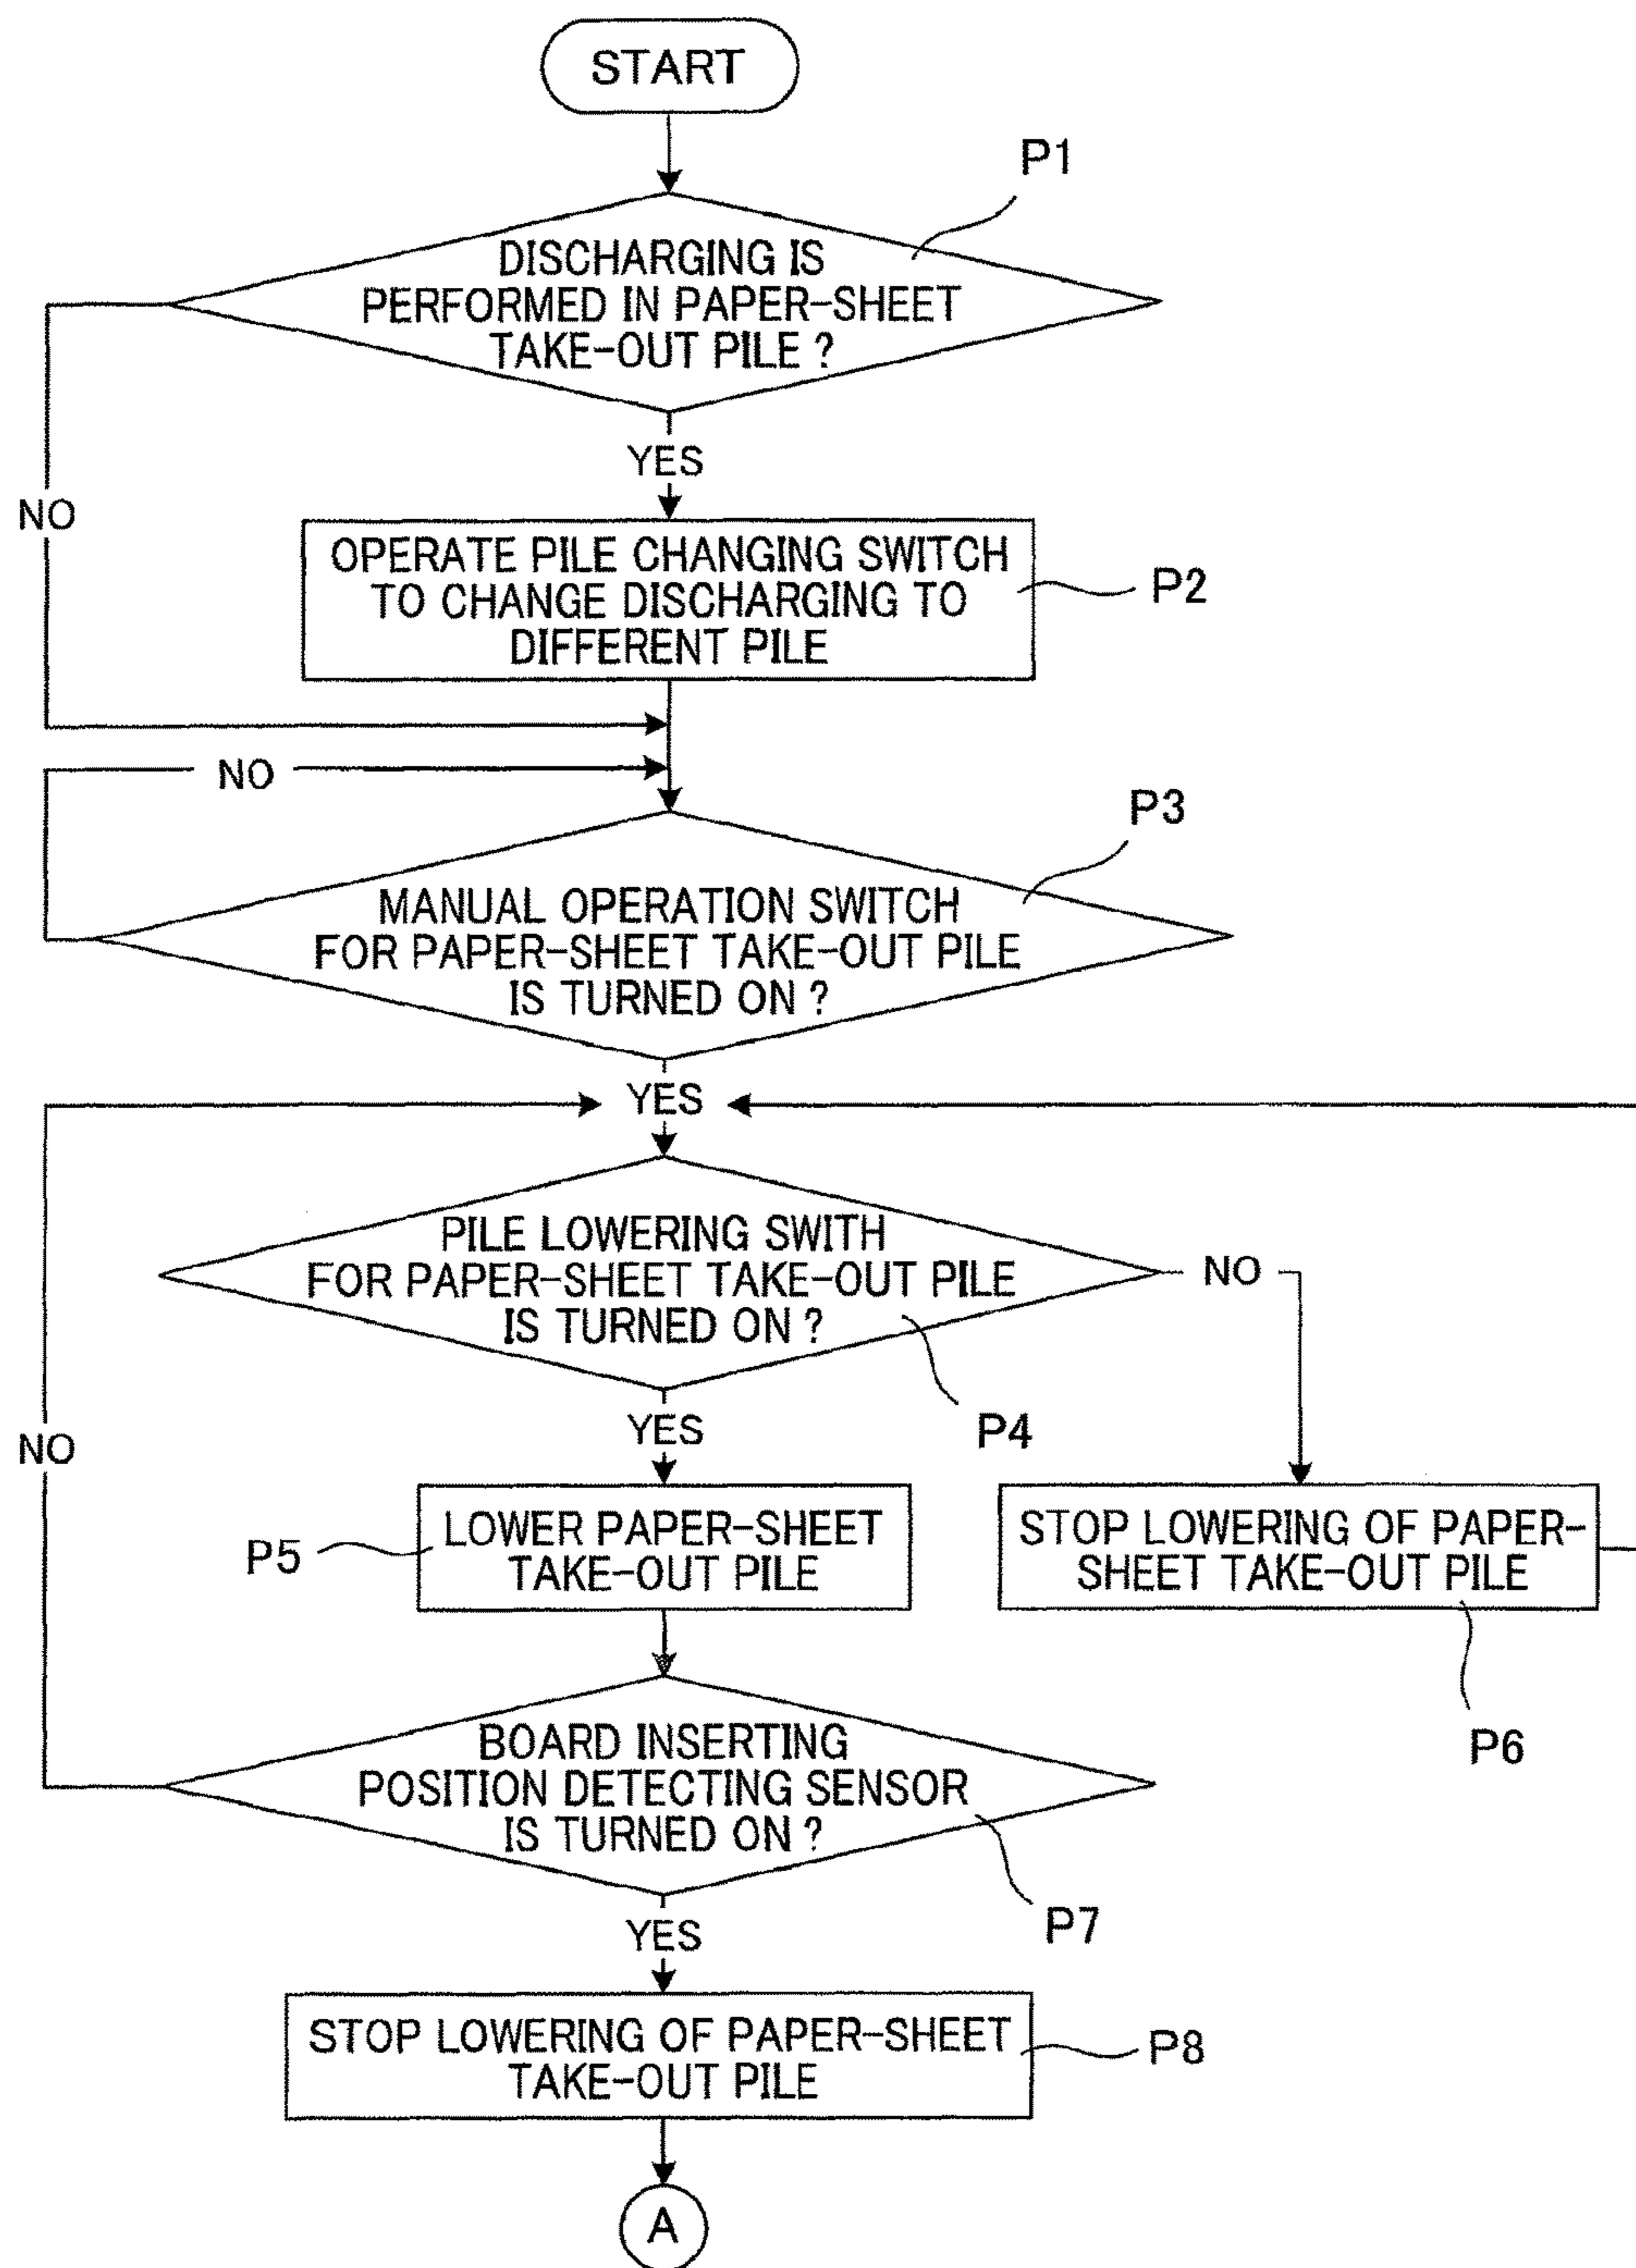 START
P1
DISCHARGING IS
PERFORMED IN PAPER-SHEET
TAKE-OUT PILE ?
YES
NO
OPERATE PILE CHANGING SWITCH
TO CHANGE DISCHARGING TO
DIFFERENT PILE
P2
NO
P3
MANUAL OPERATION SWITCH
FOR PAPER-SHEET TAKE-OUT PILE
IS TURNED ON ?
YES
PILE LOWERING SWITH
FOR PAPER-SHEET TAKE-OUT PILE
IS TURNED ON ?
NO
P4
YES
NO
LOWER PAPER-SHEET
TAKE-OUT PILE
P5
STOP LOWERING OF PAPER-
SHEET TAKE-OUT PILE
P6
BOARD INSERTING
POSITION DETECTING SENSOR
IS TURNED ON ?
P7
YES
STOP LOWERING OF PAPER-SHEET
TAKE-OUT PILE
P8
A